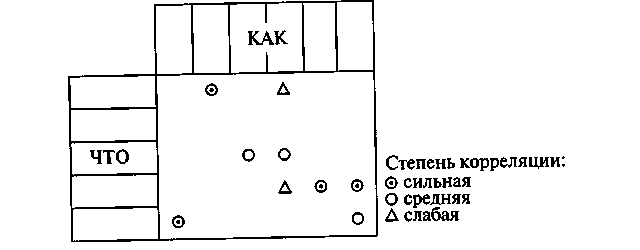 КАК
ЧТО
Степень корреляции:
сильная
средняя
слабая